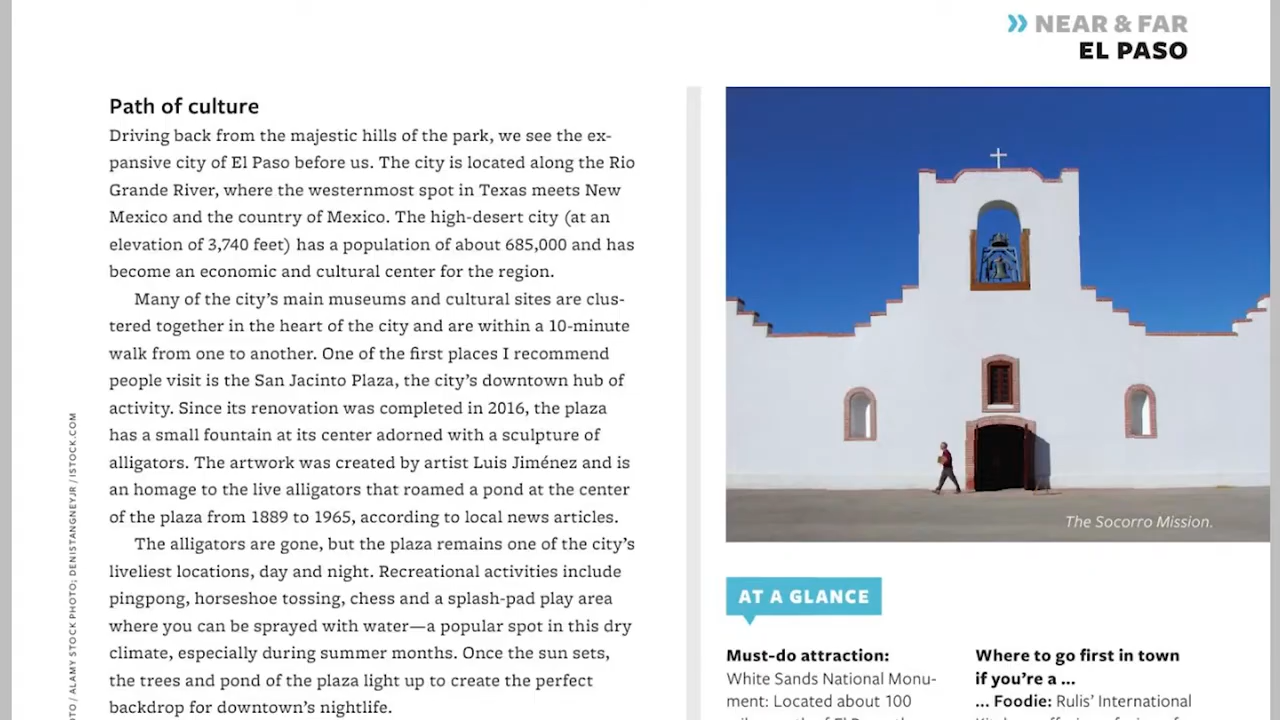 NEAR & FAR
EL PASO
Path of culture
Driving back from the majestic hills of the park, we see the ex-
pansive city of El Paso before us. The city is located along the Rio
Grande River, where the westernmost spot in Texas meets New
Mexico and the country of Mexico. The high-desert city (at an
elevation of 3,740 feet) has a population of about 685,000 and has
become an economic and cultural center for the region.
Many of the city’s main museums and cultural sites are clus-
tered together in the heart of the city and are within a 10-minute
walk from one to another. One of the first places I recommend
people visit is the San Jacinto Plaza, the city’s downtown hub of
activity. Since its renovation was completed in 2016, the plaza
has a small fountain at its center adorned with a sculpture of
alligators. The artwork was created by artist Luis Jiménez and is
an homage to the live alligators that roamed a pond at the center
of the plaza from 1889 to 1965, according to local news articles.
The alligators are gone, but the plaza remains one of the city’s
liveliest locations, day and night. Recreational activities include
pingpong, horseshoe tossing, chess and a splash-pad play area
where you can be sprayed with water—a popular spot in this dry
climate, especially during summer months. Once the sun sets,
the trees and pond of the plaza light up to create the perfect
backdrop for downtown’s nightlife.
/ ALAMY STOCK PHOTO; DENISTANGNEYJR / ISTOCK.COM
The Socorro Mission.
AT A GLANCE
Must-do attraction:
White Sands National Monu-
ment: Located about 100
Where to go first in town
if you’re a ...
... Foodie: Rulis’ International